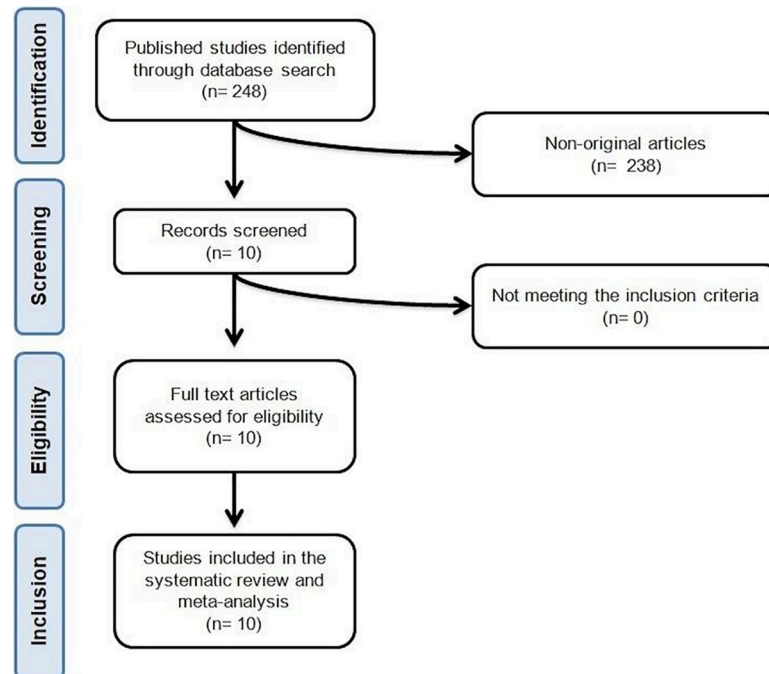 Identification
Published studies identified
through database search
(n= 248)
Non-original articles
(n= 238)
Screening
Records screened
(n= 10)
Not meeting the inclusion criteria
(n= 0)
Eligibility
Full text articles
assessed for eligibility
(n= 10)
Inclusion
Studies included in the
systematic review and
meta-analysis
(n= 10)